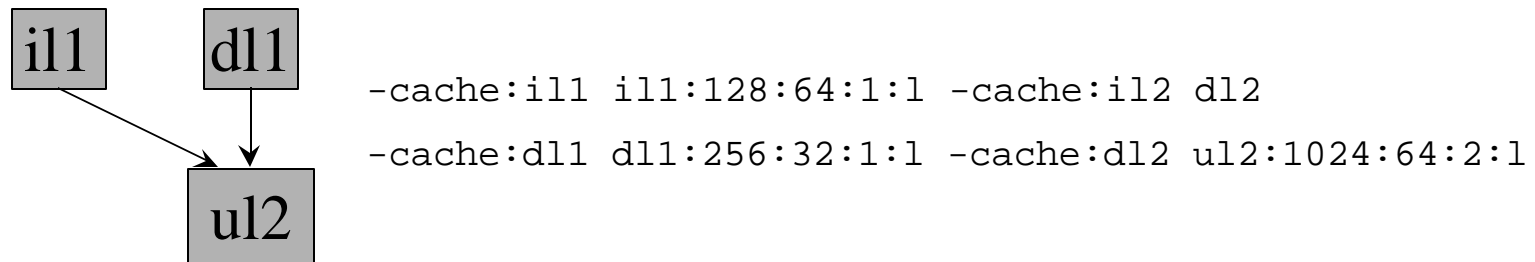 il1 dl1
-cache:il1 il1:128:64:1:l -cache:il2 dl2
-cache:dl1 dl1:256:32:1:l -cache:dl2 ul2:1024:64:2:l
ul2